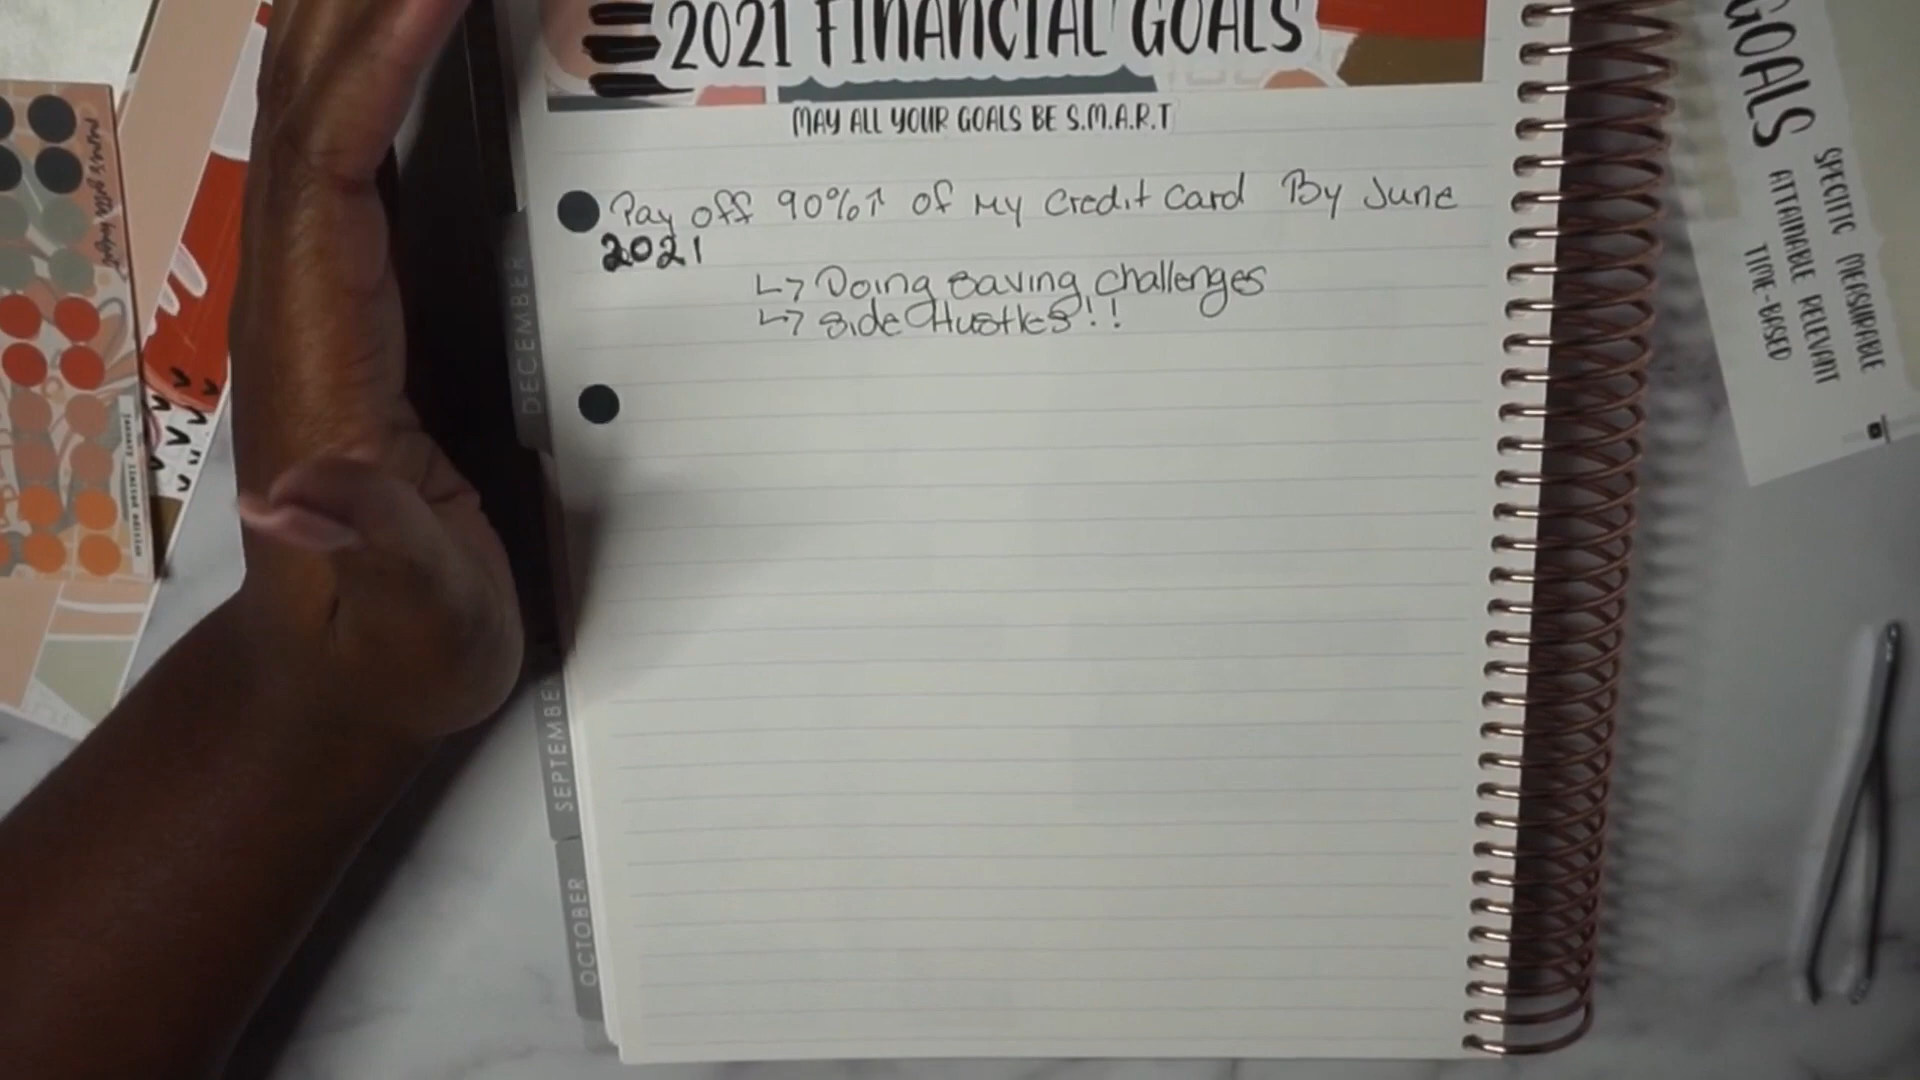 2021 FINANCIAL GOALS
MAY ALL YOUR GOALS BE S.M.A.R.T
Pay off 90%↑ of My Credit Card By June
2021
↳ Doing saving challenges
↳ side Hustles!!
DECEMBER
SEPTEMBER
OCTOBER
GOALS
SPECIFIC MEASURABLE
ATTAINABLE RELEVANT
TIME-BASED